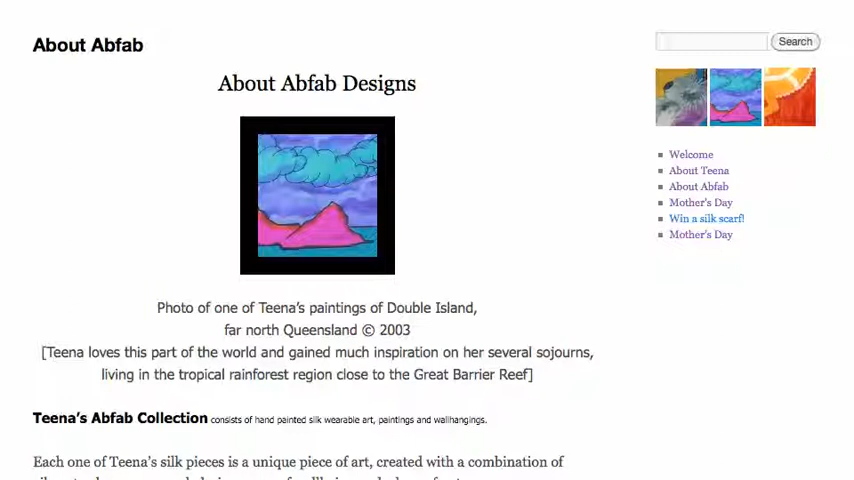 About Abfab
Search
About Abfab Designs
Welcome
About Teena
About Abfab
Mother's Day
Win a silk scarf!
Mother's Day
Photo of one of Teena's paintings of Double Island,
far north Queensland © 2003
[Teena loves this part of the world and gained much inspiration on her several sojourns,
living in the tropical rainforest region close to the Great Barrier Reef]
Teena's Abfab Collection consists of hand painted silk wearable art, paintings and wallhangings.
Each one of Teena's silk pieces is a unique piece of art, created with a combination of